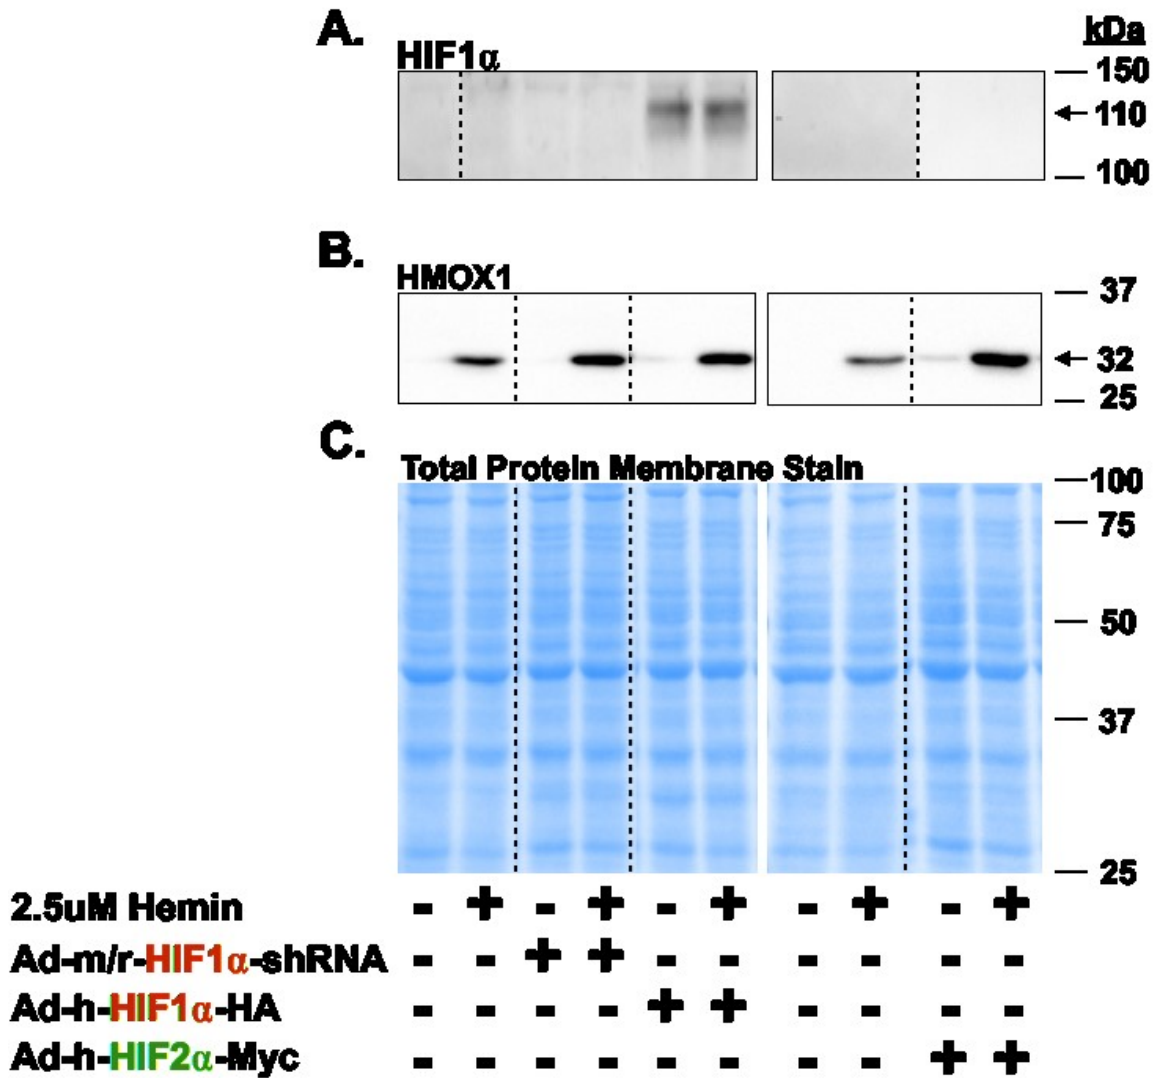 A.
kDa
HIF1α
150
110
100
B.
HMOX1
37
32
25
C.
Total Protein Membrane Stain
100
75
50
37
25
2.5uM Hemin - + - + - + - + - +
Ad-m/r-HIF1α-shRNA - - + + - - - - - -
Ad-h-HIF1α-HA - - - - + + - - - -
Ad-h-HIF2α-Myc - - - - - - - - + +